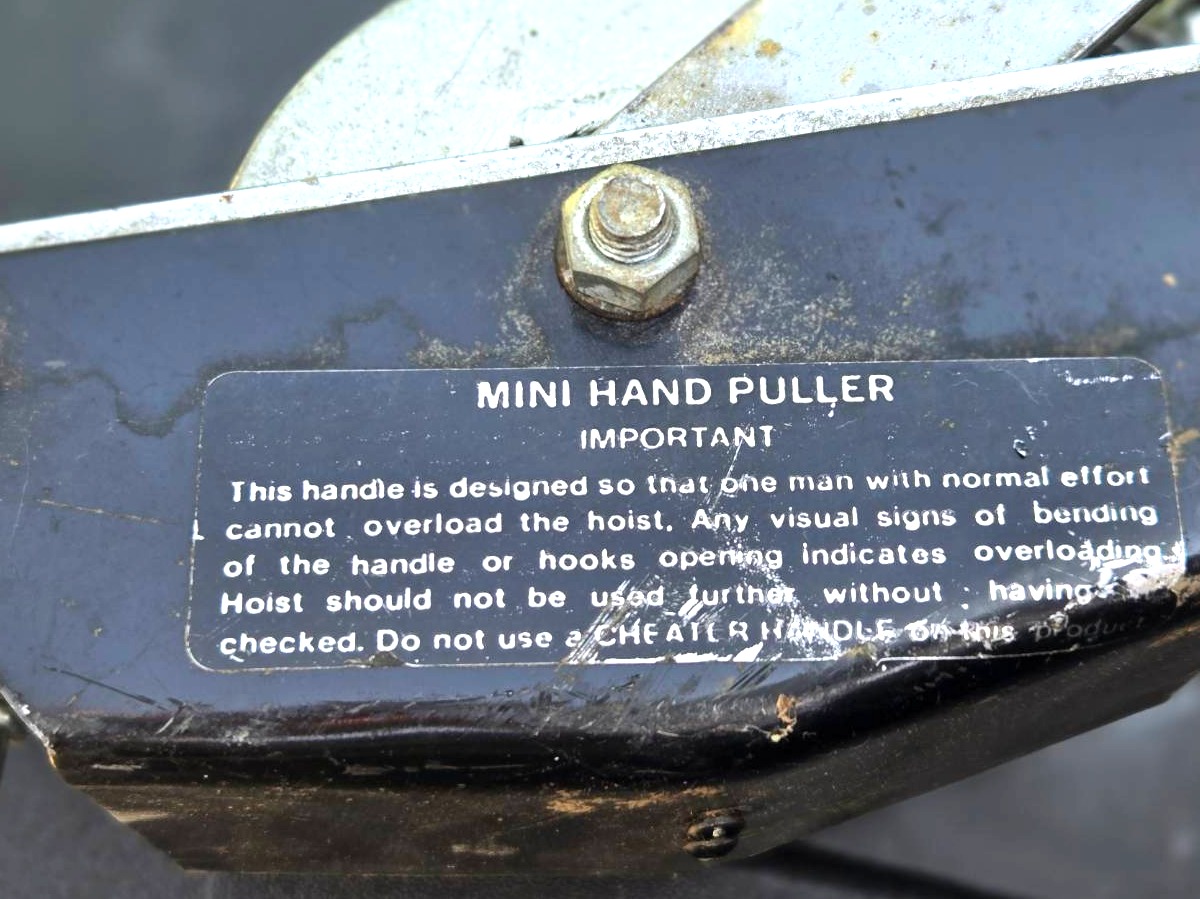 MINI HAND PULLER
IMPORTANT
This handle is designed so that one man with normal effort
cannot overload the hoist. Any visual signs of bending
of the handle or hooks opening indicates overloading
Hoist should not be used further without having
checked. Do not use a CHEATER HANDLE on this product